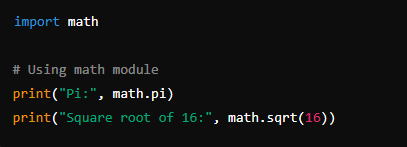 import math
# Using math module
print("Pi:", math.pi)
print("Square root of 16:", math.sqrt(16))